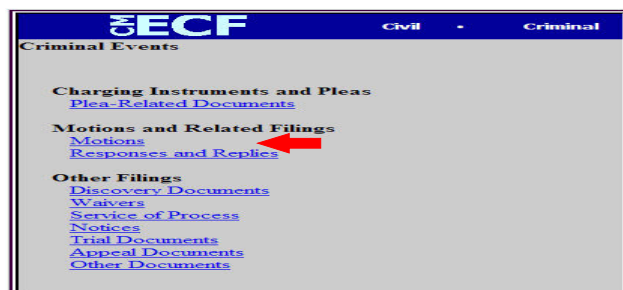 CM ECF Civil • Criminal
Criminal Events
Charging Instruments and Pleas
Plea-Related Documents
Motions and Related Filings
Motions
Responses and Replies
Other Filings
Discovery Documents
Waivers
Service of Process
Notices
Trial Documents
Appeal Documents
Other Documents